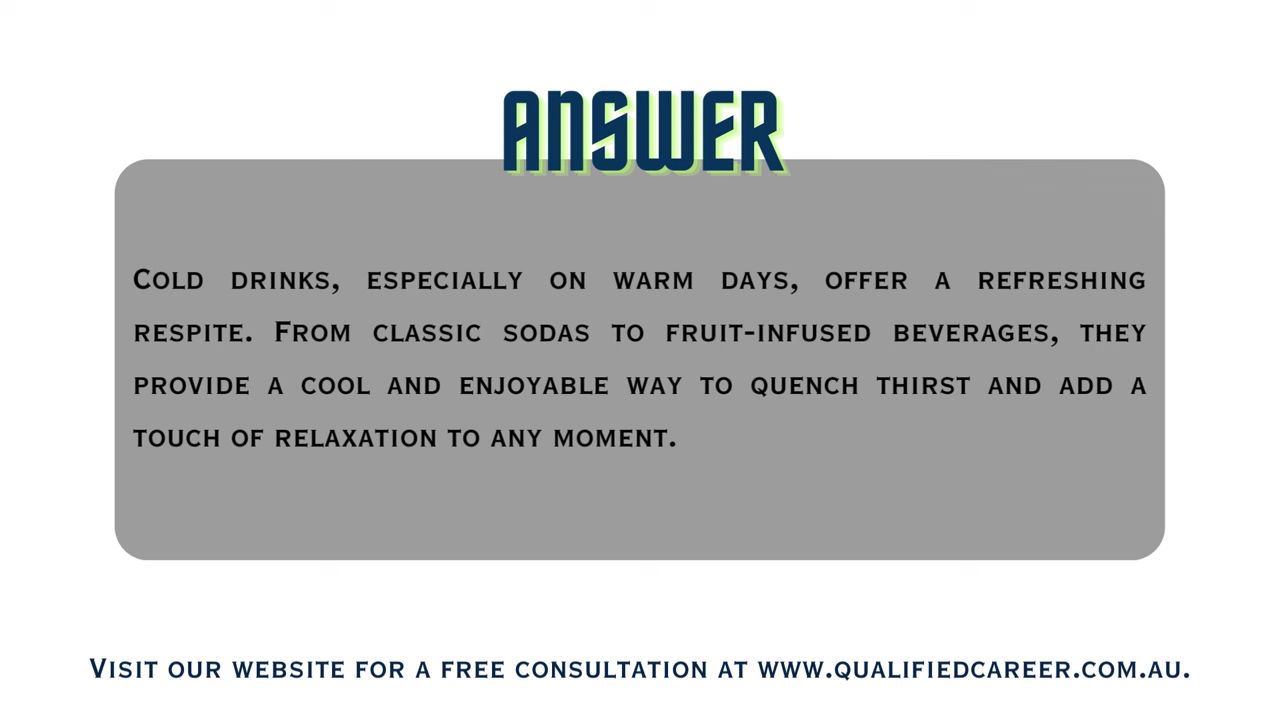 ANSWER
Cold drinks, especially on warm days, offer a refreshing
respite. From classic sodas to fruit-infused beverages, they
provide a cool and enjoyable way to quench thirst and add a
touch of relaxation to any moment.
Visit our website for a free consultation at www.qualifiedcareer.com.au.